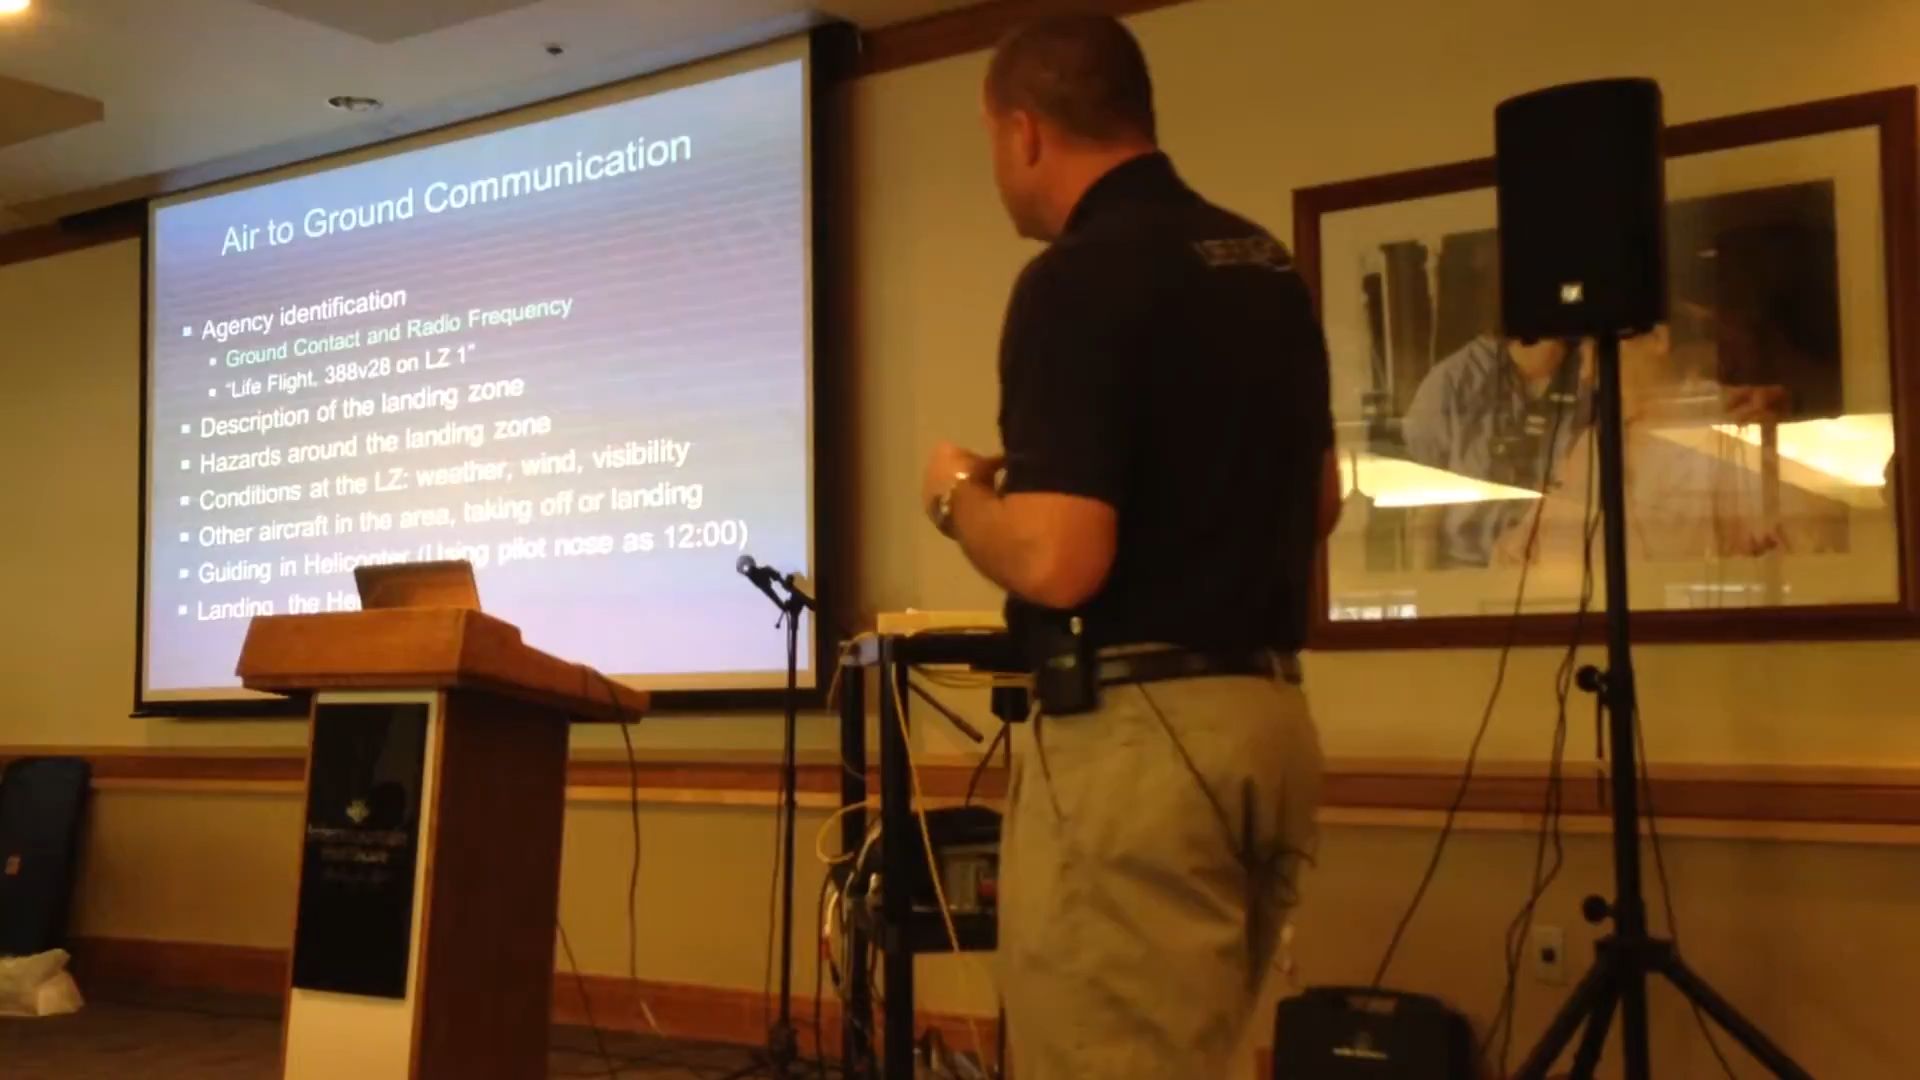 Air to Ground Communication
▪ Agency identification
▪ Ground Contact and Radio Frequency
▪ "Life Flight, 388v28 on LZ 1"
▪ Description of the landing zone
▪ Hazards around the landing zone
▪ Conditions at the LZ: weather, wind, visibility
▪ Other aircraft in the area, taking off or landing
▪ Guiding in Helicopter (Using pilot nose as 12:00)
▪ Landing the He